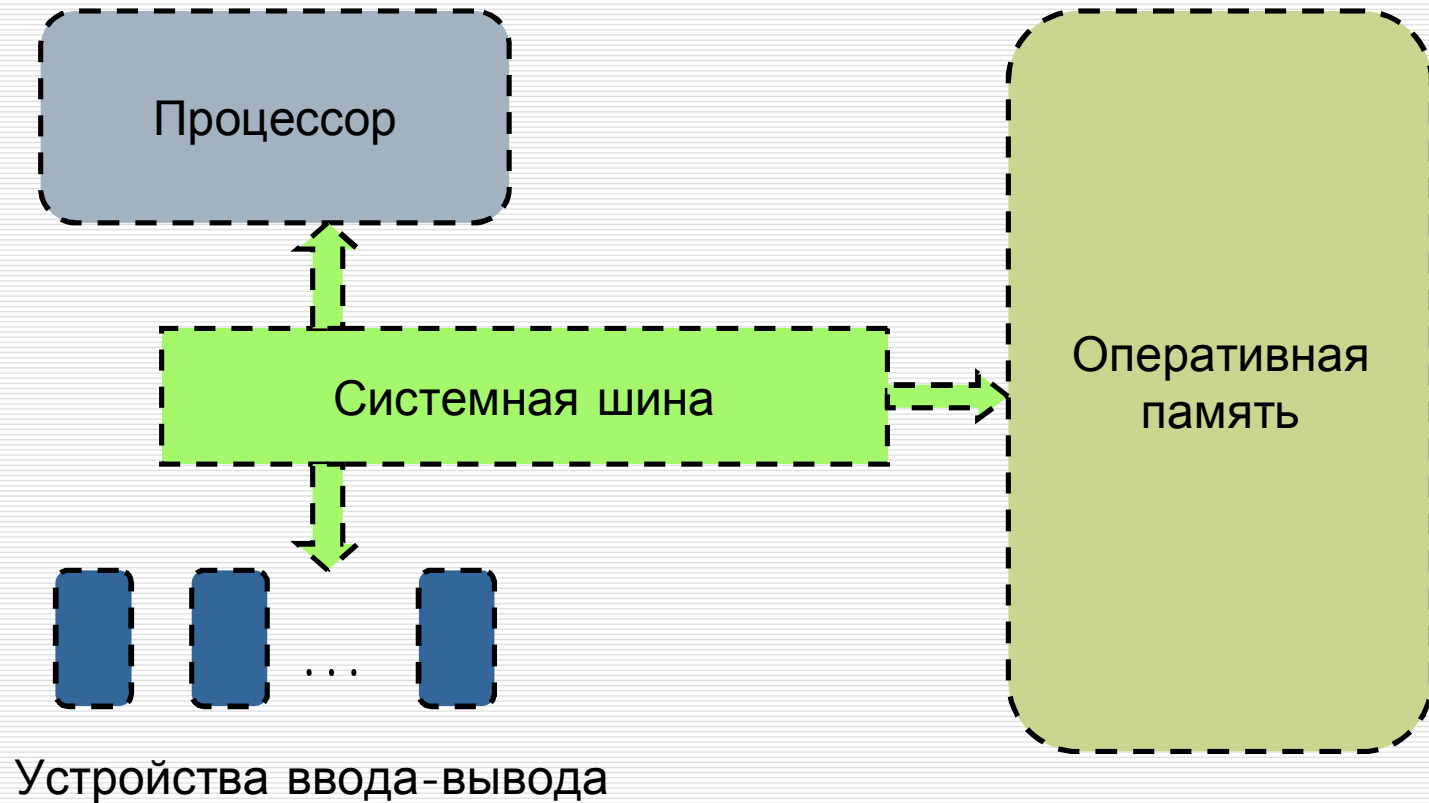 Процессор
Системная шина
Оперативная
память
. . .
Устройства ввода-вывода